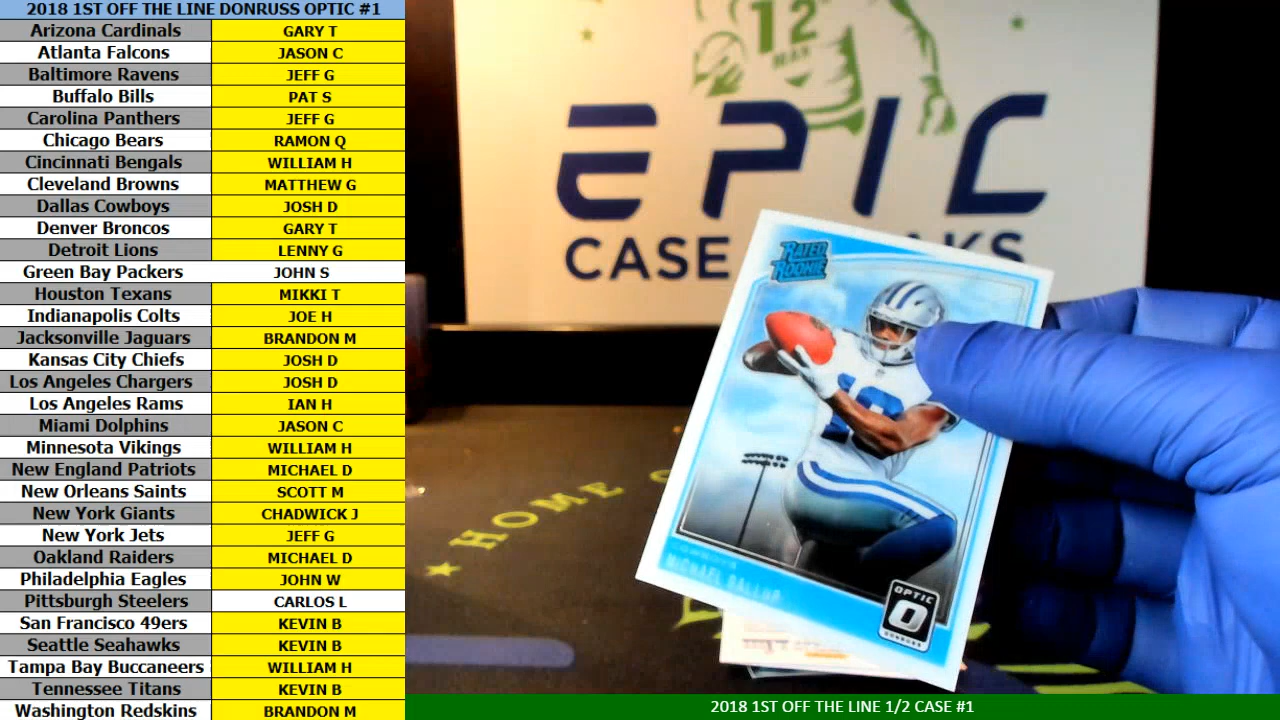 2018 1ST OFF THE LINE DONRUSS OPTIC #1
Arizona Cardinals GARY T
Atlanta Falcons JASON C
Baltimore Ravens JEFF G
Buffalo Bills PAT S
Carolina Panthers JEFF G
Chicago Bears RAMON Q
Cincinnati Bengals WILLIAM H
Cleveland Browns MATTHEW G
Dallas Cowboys JOSH D
Denver Broncos GARY T
Detroit Lions LENNY G
Green Bay Packers JOHN S
Houston Texans MIKKI T
Indianapolis Colts JOE H
Jacksonville Jaguars BRANDON M
Kansas City Chiefs JOSH D
Los Angeles Chargers JOSH D
Los Angeles Rams IAN H
Miami Dolphins JASON C
Minnesota Vikings WILLIAM H
New England Patriots MICHAEL D
New Orleans Saints SCOTT M
New York Giants CHADWICK J
New York Jets JEFF G
Oakland Raiders MICHAEL D
Philadelphia Eagles JOHN W
Pittsburgh Steelers CARLOS L
San Francisco 49ers KEVIN B
Seattle Seahawks KEVIN B
Tampa Bay Buccaneers WILLIAM H
Tennessee Titans KEVIN B
Washington Redskins BRANDON M
12
EPIC
CASE
RATED
ROOKIE
COWBOYS
MICHAEL GALLUP
OPTIC
DONRUSS
HOME
2018 1ST OFF THE LINE 1/2 CASE #1